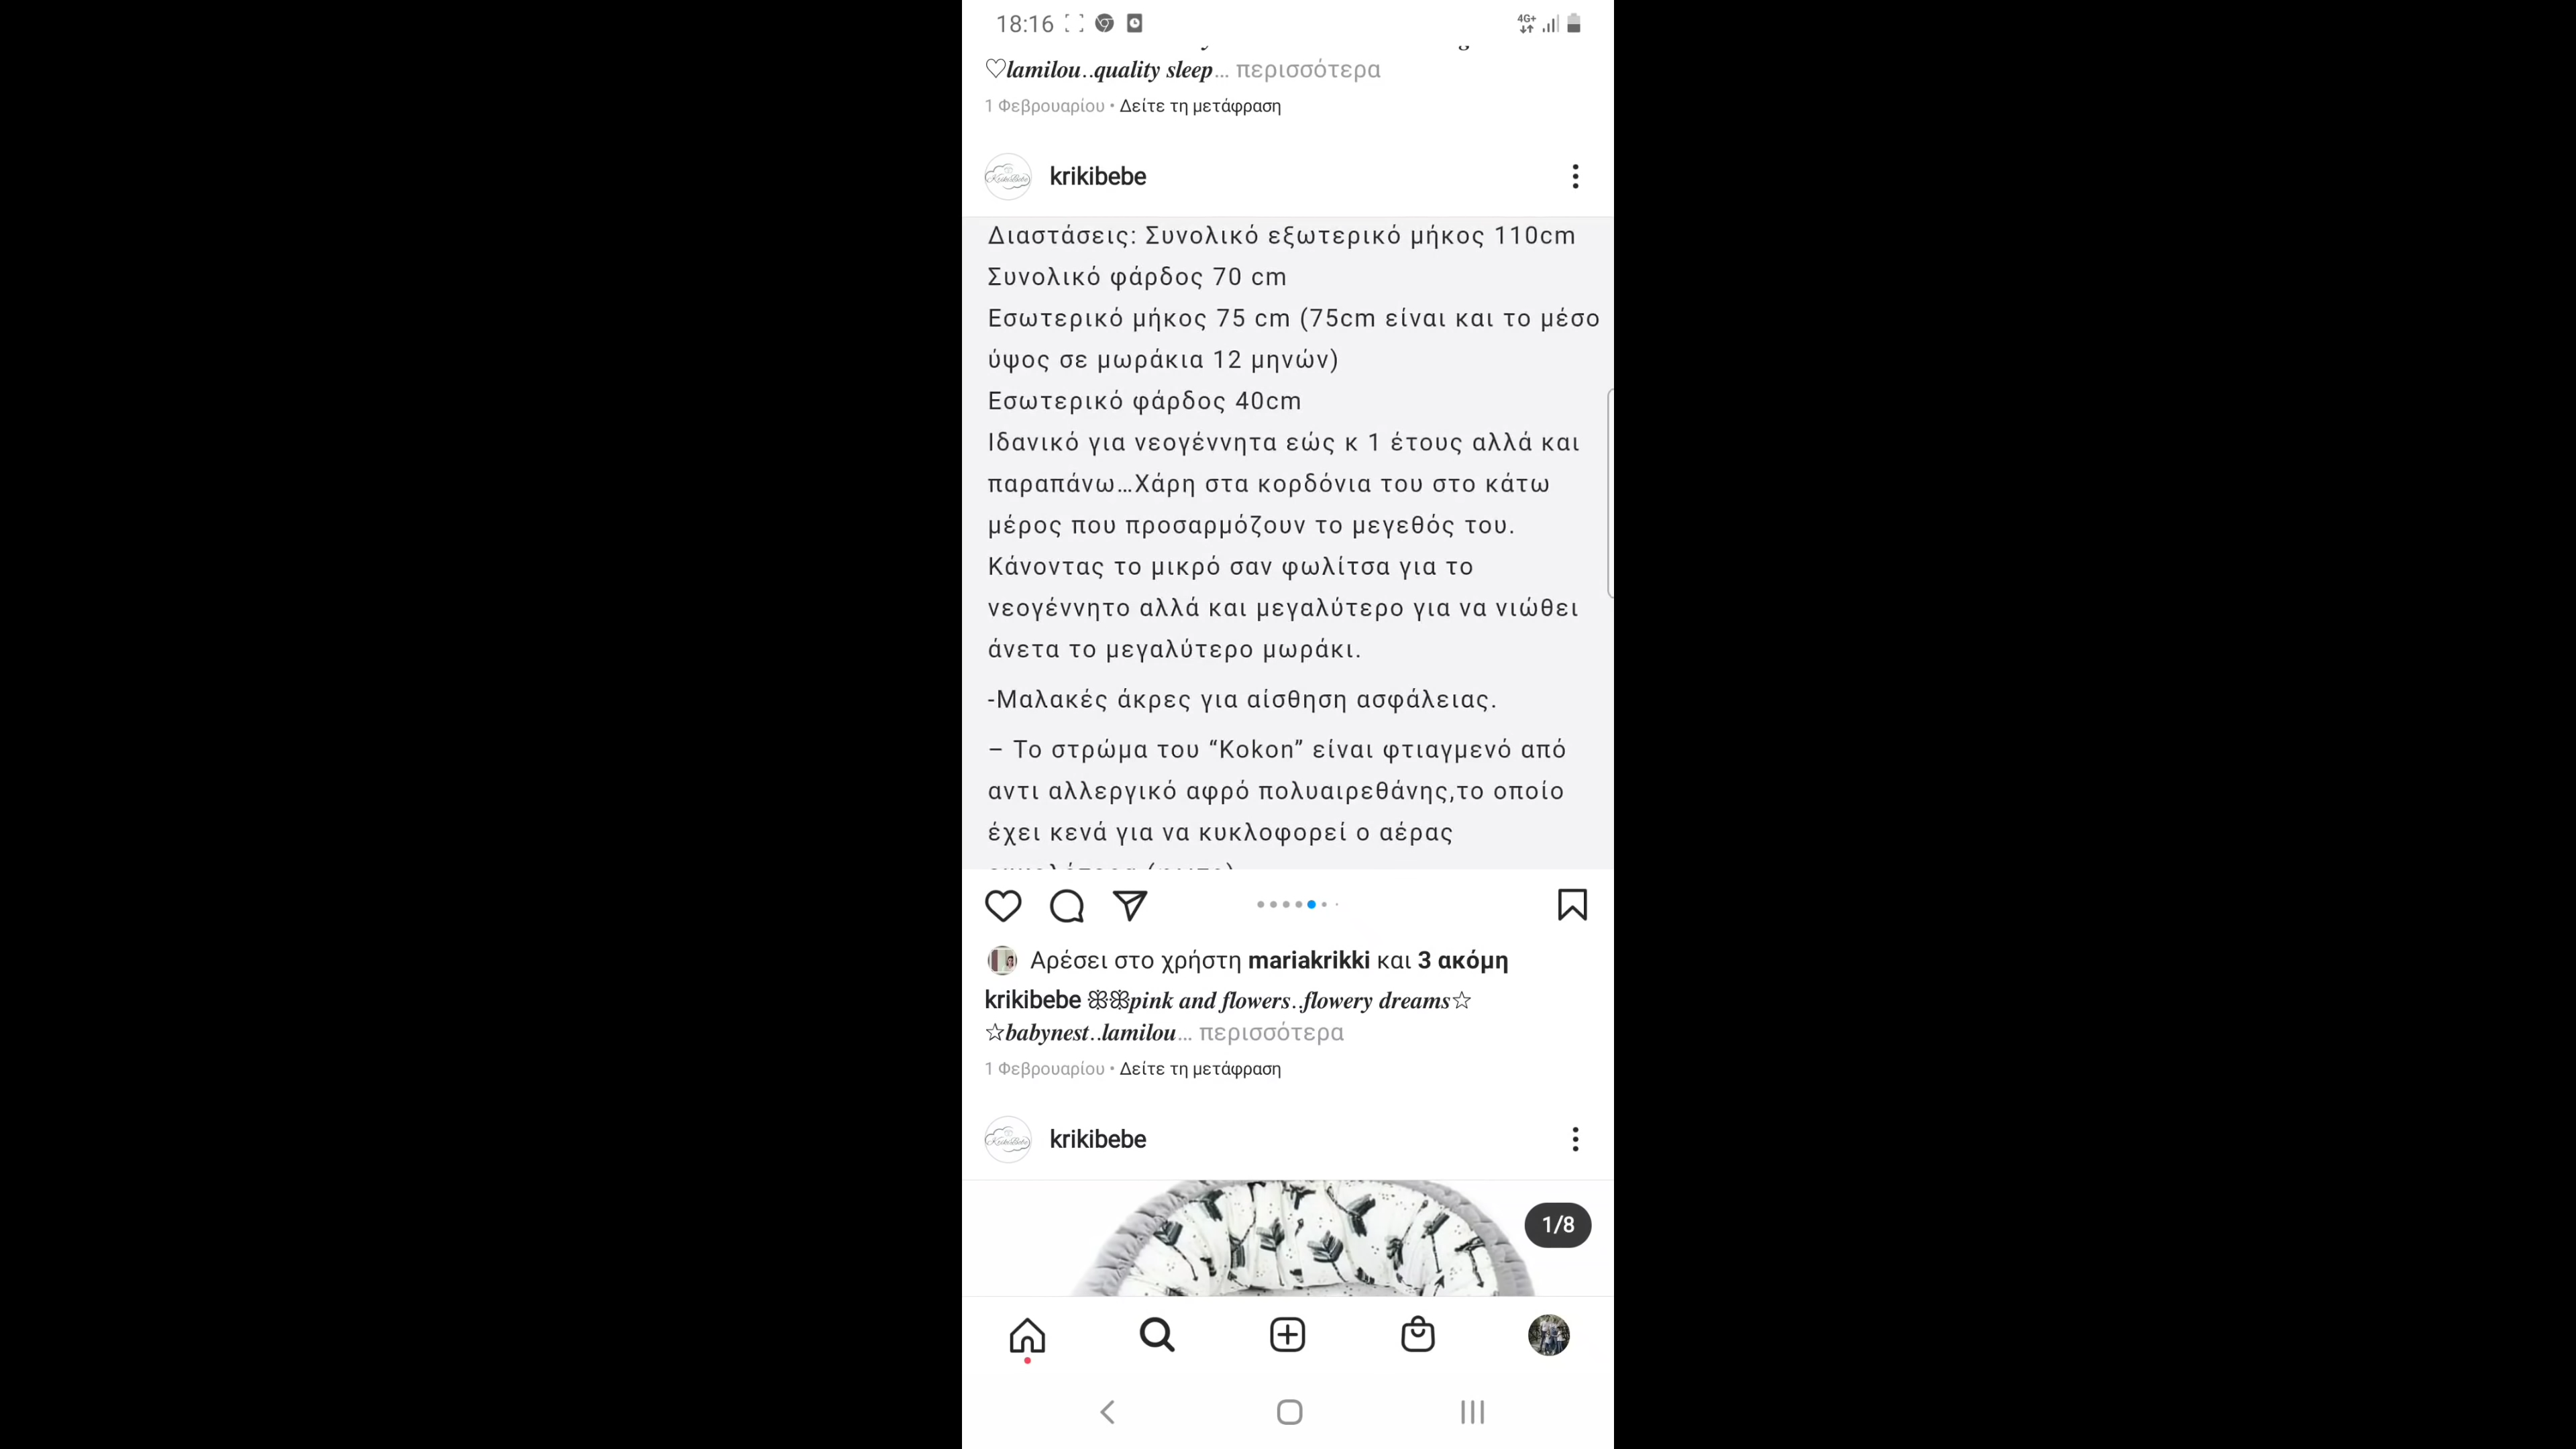 18:16
4G+
♡lamilou..quality sleep... περισσότερα
1 Φεβρουαρίου • Δείτε τη μετάφραση
krikibebe
Διαστάσεις: Συνολικό εξωτερικό μήκος 110cm
Συνολικό φάρδος 70 cm
Εσωτερικό μήκος 75 cm (75cm είναι και το μέσο
ύψος σε μωράκια 12 μηνών)
Εσωτερικό φάρδος 40cm
Ιδανικό για νεογέννητα εώς κ 1 έτους αλλά και
παραπάνω…Χάρη στα κορδόνια του στο κάτω
μέρος που προσαρμόζουν το μεγεθός του.
Κάνοντας το μικρό σαν φωλίτσα για το
νεογέννητο αλλά και μεγαλύτερο για να νιώθει
άνετα το μεγαλύτερο μωράκι.
-Μαλακές άκρες για αίσθηση ασφάλειας.
– Το στρώμα του “Kokon” είναι φτιαγμενό από
αντι αλλεργικό αφρό πολυαιρεθάνης,το οποίο
έχει κενά για να κυκλοφορεί ο αέρας
Αρέσει στο χρήστη mariakrikki και 3 ακόμη
krikibebe ꕥꕥpink and flowers..flowery dreams☆
☆babynest..lamilou... περισσότερα
1 Φεβρουαρίου • Δείτε τη μετάφραση
krikibebe
1/8